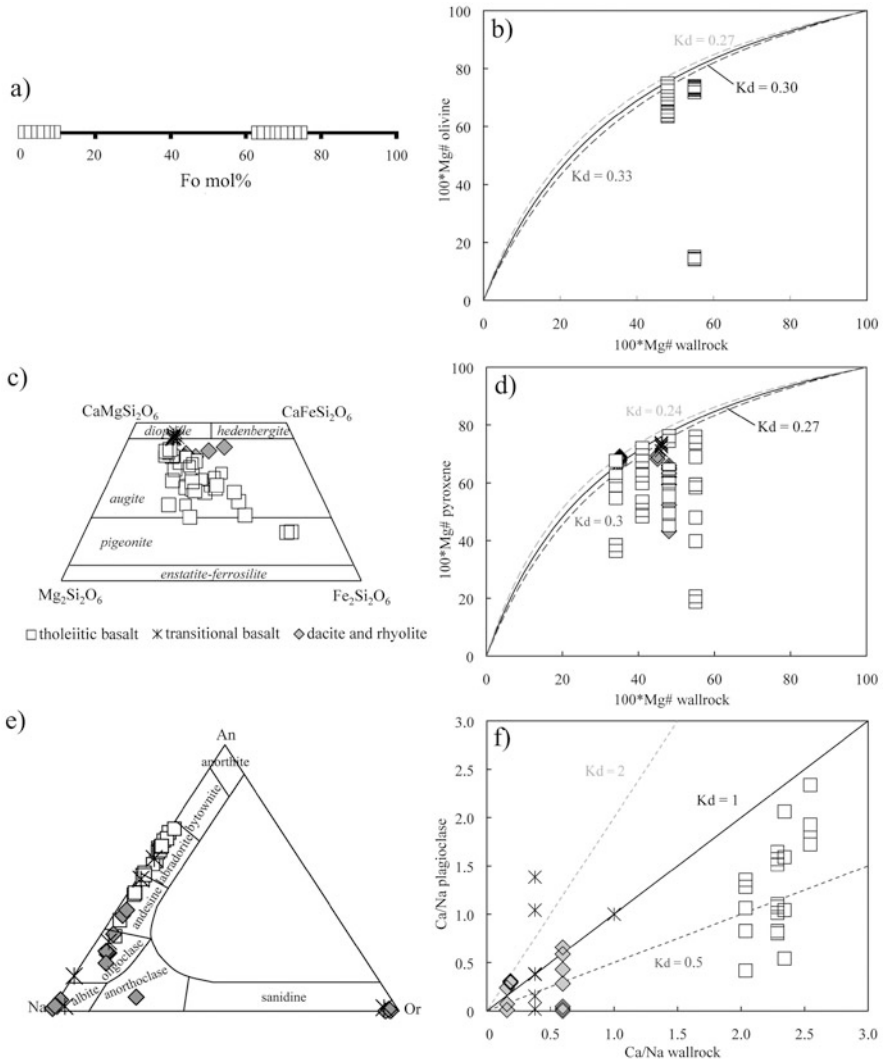 a)
0 20 40 60 80 100
Fo mol%
b)
100
80
60
40
20
0
0 20 40 60 80 100
100*Mg# olivine
100*Mg# wallrock
Kd = 0.27
Kd = 0.30
Kd = 0.33
c)
CaMgSi₂O₆ CaFeSi₂O₆
diopside hedenbergite
augite
pigeonite
enstatite-ferrosilite
Mg₂Si₂O₆ Fe₂Si₂O₆
tholeiitic basalt transitional basalt dacite and rhyolite
d)
100
80
60
40
20
0
0 20 40 60 80 100
100*Mg# pyroxene
100*Mg# wallrock
Kd = 0.24
Kd = 0.27
Kd = 0.3
e)
An
anorthite
bytownite
labradorite
andesine
oligoclase
albite
anorthoclase
sanidine
Na Or
f)
3.0
2.5
2.0
1.5
1.0
0.5
0
0.0 0.5 1.0 1.5 2.0 2.5 3.0
Ca/Na plagioclase
Ca/Na wallrock
Kd = 2
Kd = 1
Kd = 0.5